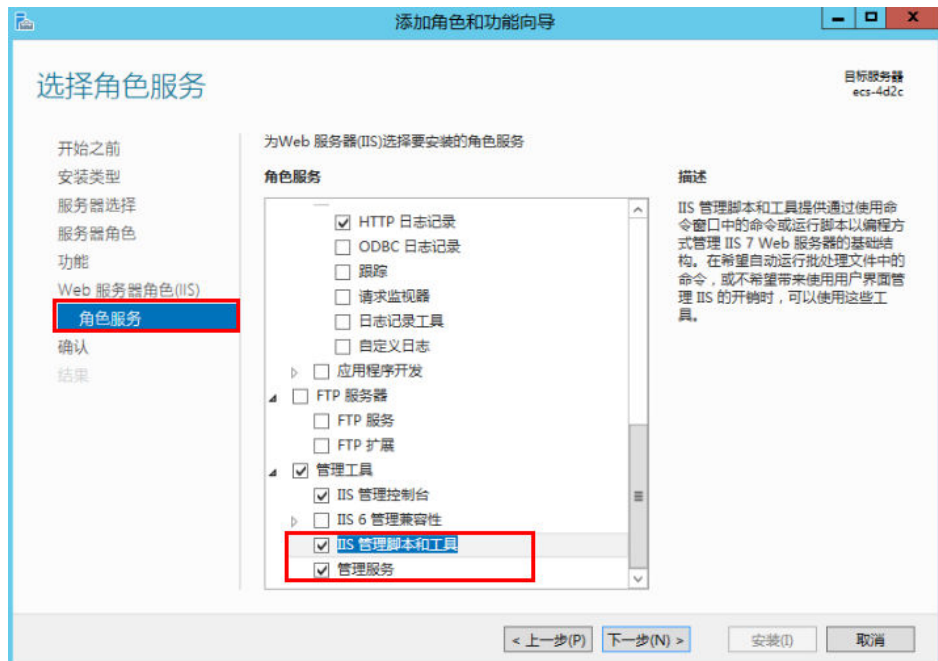 添加角色和功能向导
选择角色服务
目标服务器
ecs-4d2c
开始之前
安装类型
服务器选择
服务器角色
功能
Web 服务器角色(IIS)
角色服务
确认
结果
为Web 服务器(IIS)选择要安装的角色服务
角色服务
HTTP 日志记录
ODBC 日志记录
跟踪
请求监视器
日志记录工具
自定义日志
应用程序开发
FTP 服务器
FTP 服务
FTP 扩展
管理工具
IIS 管理控制台
IIS 6 管理兼容性
IIS 管理脚本和工具
管理服务
描述
IIS 管理脚本和工具提供通过使用命
令窗口中的命令或运行脚本以编程方
式管理 IIS 7 Web 服务器的基础结
构。在希望自动运行批处理文件中的
命令，或不希望带来使用用户界面管
理 IIS 的开销时，可以使用这些工
具。
< 上一步(P)
下一步(N) >
安装(I)
取消